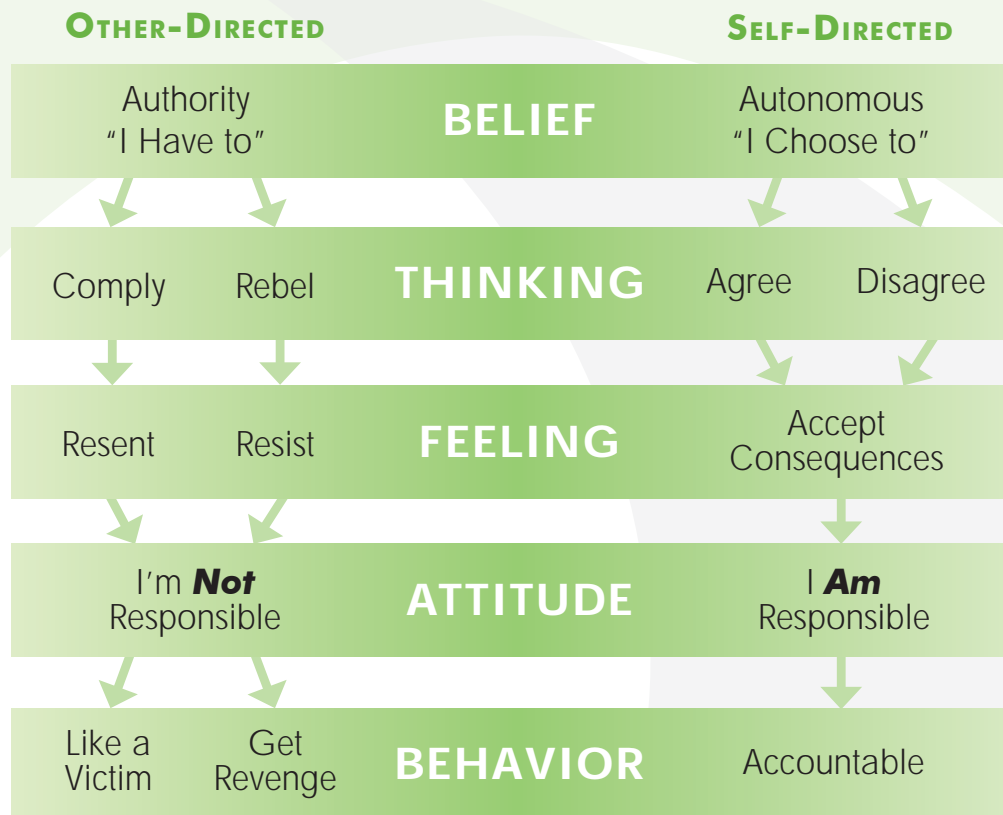 OTHER-DIRECTED
SELF-DIRECTED
Authority
"I Have to"
BELIEF
Autonomous
"I Choose to"
Comply
Rebel
THINKING
Agree
Disagree
Resent
Resist
FEELING
Accept
Consequences
I'm Not
Responsible
ATTITUDE
I Am
Responsible
Like a
Victim
Get
Revenge
BEHAVIOR
Accountable